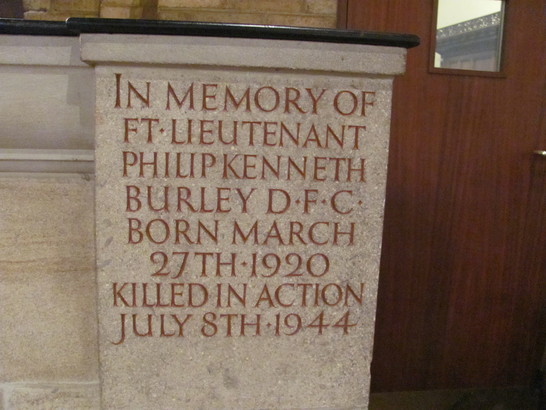 IN MEMORY OF
FT·LIEUTENANT
PHILIP KENNETH
BURLEY D·F·C·
BORN MARCH
27TH·1920
KILLED IN ACTION
JULY 8TH·1944